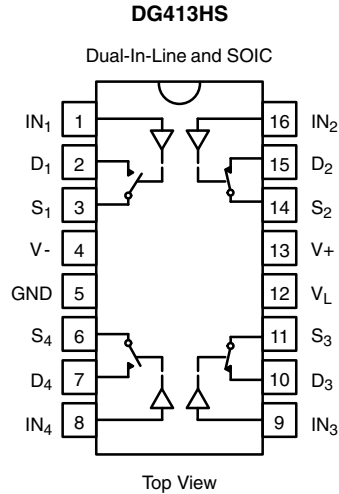 DG413HS
Dual-In-Line and SOIC
IN1 1 16 IN2
D1 2 15 D2
S1 3 14 S2
V- 4 13 V+
GND 5 12 VL
S4 6 11 S3
D4 7 10 D3
IN4 8 9 IN3
Top View